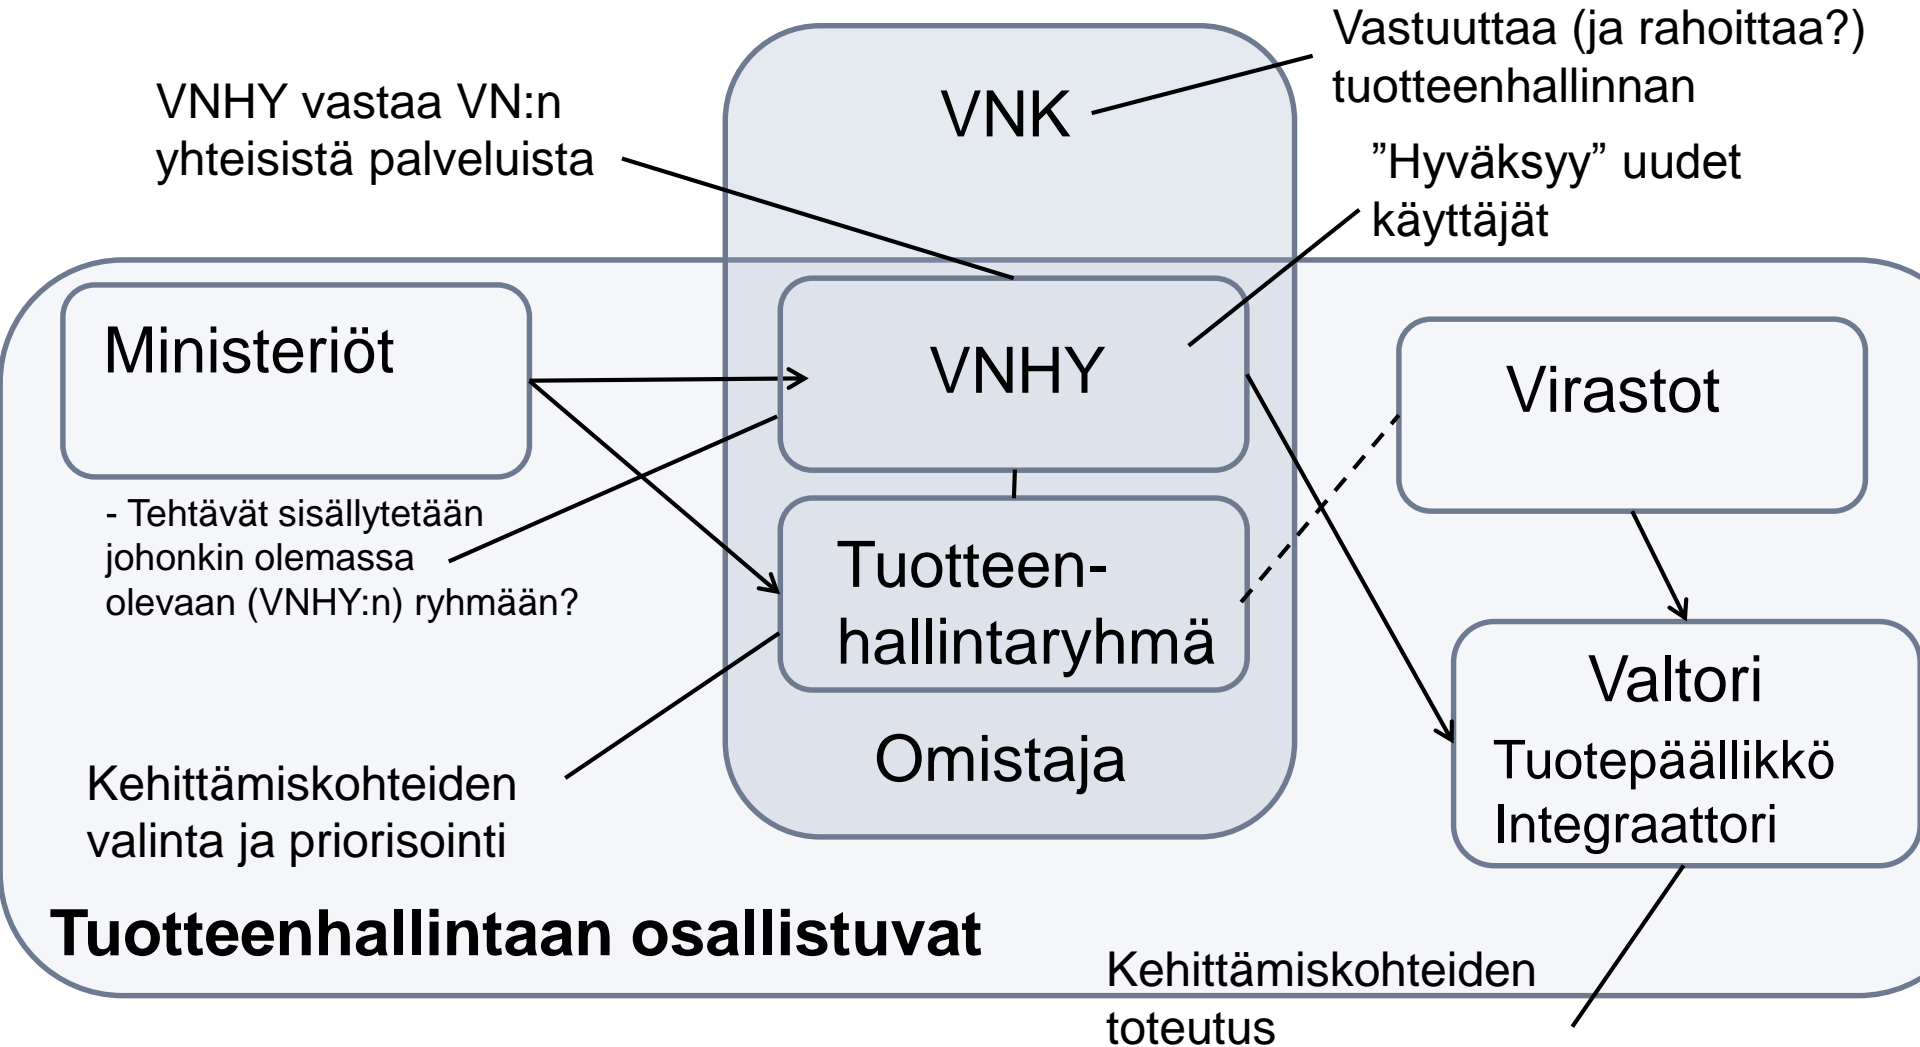 Vastuuttaa (ja rahoittaa?)
tuotteenhallinnan
VNHY vastaa VN:n
yhteisistä palveluista
VNK
”Hyväksyy” uudet
käyttäjät
Ministeriöt
VNHY
Virastot
- Tehtävät sisällytetään
johonkin olemassa
olevaan (VNHY:n) ryhmään?
Tuotteen-
hallintaryhmä
Valtori
Tuotepäällikkö
Integraattori
Omistaja
Kehittämiskohteiden
valinta ja priorisointi
Tuotteenhallintaan osallistuvat
Kehittämiskohteiden
toteutus